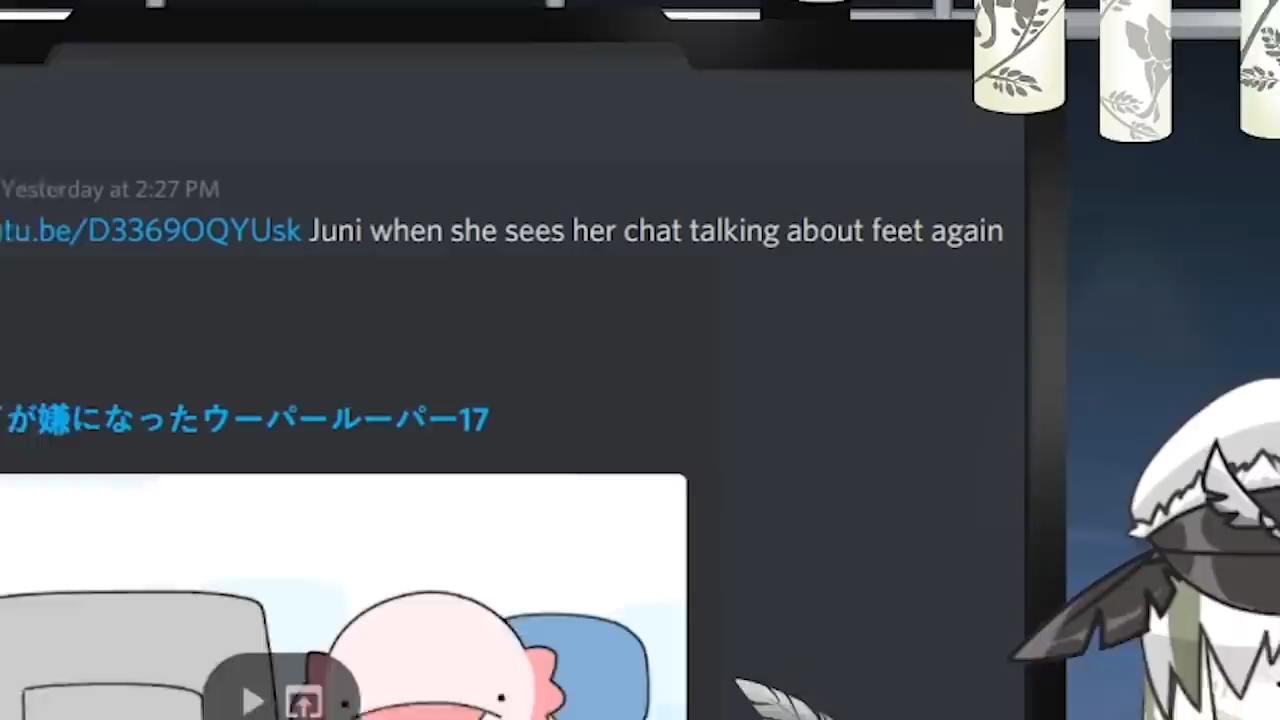 Yesterday at 2:27 PM
utu.be/D3369OQYUsk Juni when she sees her chat talking about feet again
が嫌になったウーパールーパー17